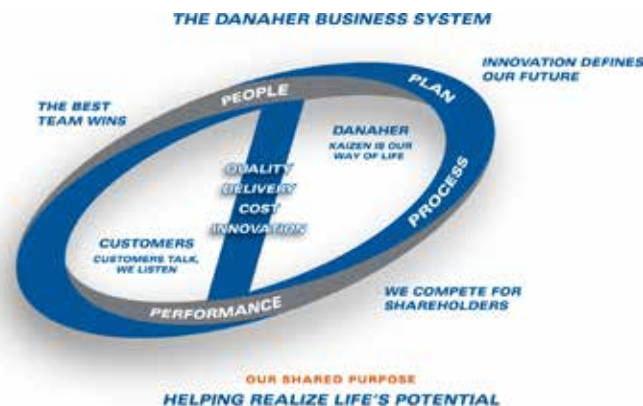 THE DANAHER BUSINESS SYSTEM
INNOVATION DEFINES
OUR FUTURE
PLAN
PEOPLE
THE BEST
TEAM WINS
DANAHER
KAIZEN IS OUR
WAY OF LIFE
QUALITY
DELIVERY
COST
INNOVATION
PROCESS
CUSTOMERS
CUSTOMERS TALK,
WE LISTEN
WE COMPETE FOR
SHAREHOLDERS
PERFORMANCE
OUR SHARED PURPOSE
HELPING REALIZE LIFE'S POTENTIAL